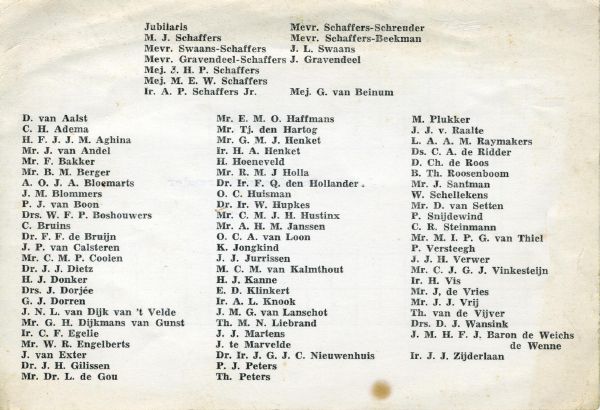 Jubilaris Mevr. Schaffers-Schreuder
M. J. Schaffers Mevr. Schaffers-Beekman
Mevr. Swaans-Schaffers J. L. Swaans
Mevr. Gravendeel-Schaffers J. Gravendeel
Mej. J. H. P. Schaffers
Mej. M. E. W. Schaffers
Ir. A. P. Schaffers Jr. Mej. G. van Beinum
D. van Aalst
C. H. Adema
H. F. J. J. M. Aghina
Mr. J. van Andel
Mr. F. Bakker
Mr. B. M. Berger
A. O. J. A. Bloemarts
J. M. Blommers
P. J. van Boon
Drs. W. F. P. Boshouwers
C. Bruins
Dr. F. F. de Bruijn
J. P. van Calsteren
Mr. C. M. P. Coolen
Dr. J. J. Dietz
H. J. Donker
Drs. J. Dorjée
G. J. Dorren
J. N. L. van Dijk van 't Velde
Mr. G. H. Dijkmans van Gunst
Ir. C. F. Egelie
Mr. W. R. Engelberts
J. van Exter
Dr. J. H. Gilissen
Mr. Dr. L. de Gou
Mr. E. M. O. Haffmans
Mr. Tj. den Hartog
Mr. G. M. J. Henket
Ir. H. A. Henket
H. Hoeneveld
Mr. R. M. J Holla
Dr. Ir. F. Q. den Hollander.
O. C. Huisman
Dr. Ir. W. Hupkes
Mr. C. M. J. H. Hustinx
Mr. A. H. M. Janssen
O. C. A. van Loon
K. Jongkind
J. J. Jurrissen
M. C. M. van Kalmthout
H. J. Kanne
E. D. Klinkert
Ir. A. L. Knook
J. M. G. van Lanschot
Th. M. N. Liebrand
J. J. Martens
J. te Marvelde
Dr. Ir. J. G. J. C. Nieuwenhuis
P. J. Peters
Th. Peters
M. Plukker
J. J. v. Raalte
L. A. A. M. Raymakers
Ds. C. A. de Ridder
D. Ch. de Roos
B. Th. Roosenboom
Mr. J. Santman
W. Schellekens
Mr. D. van Setten
P. Snijdewind
C. R. Steinmann
Mr. M. I. P. G. van Thiel
P. Versteegh
J. J. H. Verwer
Mr. C. J. G. J. Vinkesteijn
Ir. H. Vis
Mr. J, de Vries
Mr. J. J. Vrij
Th. van de Vijver
Drs. D. J. Wansink
J. M. H. F. J. Baron de Weichs
de Wenne
Ir. J. J. Zijderlaan